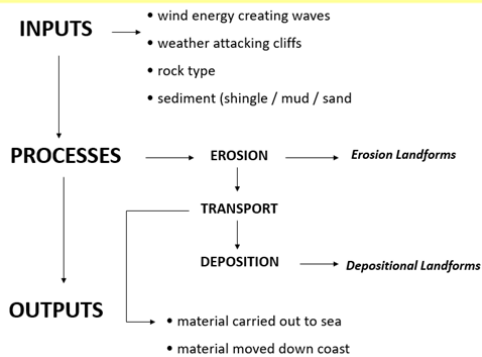 INPUTS
• wind energy creating waves
• weather attacking cliffs
• rock type
• sediment (shingle / mud / sand
PROCESSES
EROSION
Erosion Landforms
TRANSPORT
DEPOSITION
Depositional Landforms
OUTPUTS
• material carried out to sea
• material moved down coast